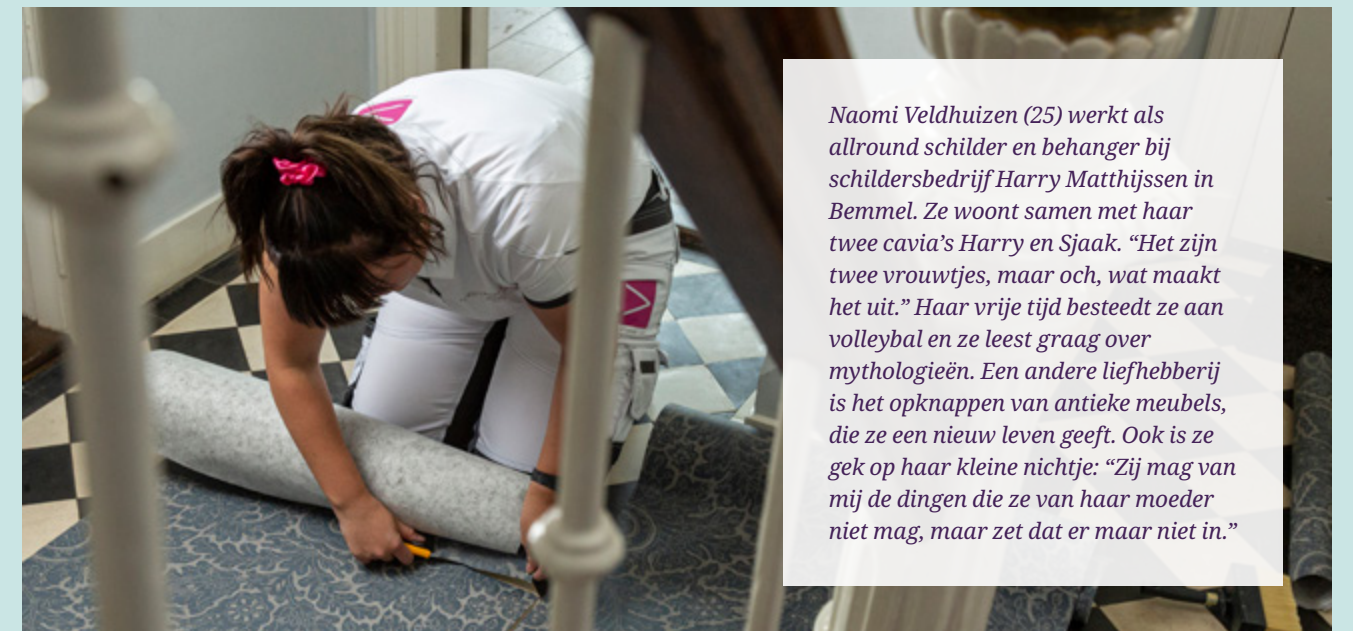 Naomi Veldhuizen (25) werkt als
allround schilder en behanger bij
schildersbedrijf Harry Matthijssen in
Bemmel. Ze woont samen met haar
twee cavia’s Harry en Sjaak. “Het zijn
twee vrouwtjes, maar och, wat maakt
het uit.” Haar vrije tijd besteedt ze aan
volleybal en ze leest graag over
mythologieën. Een andere liefhebberij
is het opknappen van antieke meubels,
die ze een nieuw leven geeft. Ook is ze
gek op haar kleine nichtje: “Zij mag van
mij de dingen die ze van haar moeder
niet mag, maar zet dat er maar niet in.”